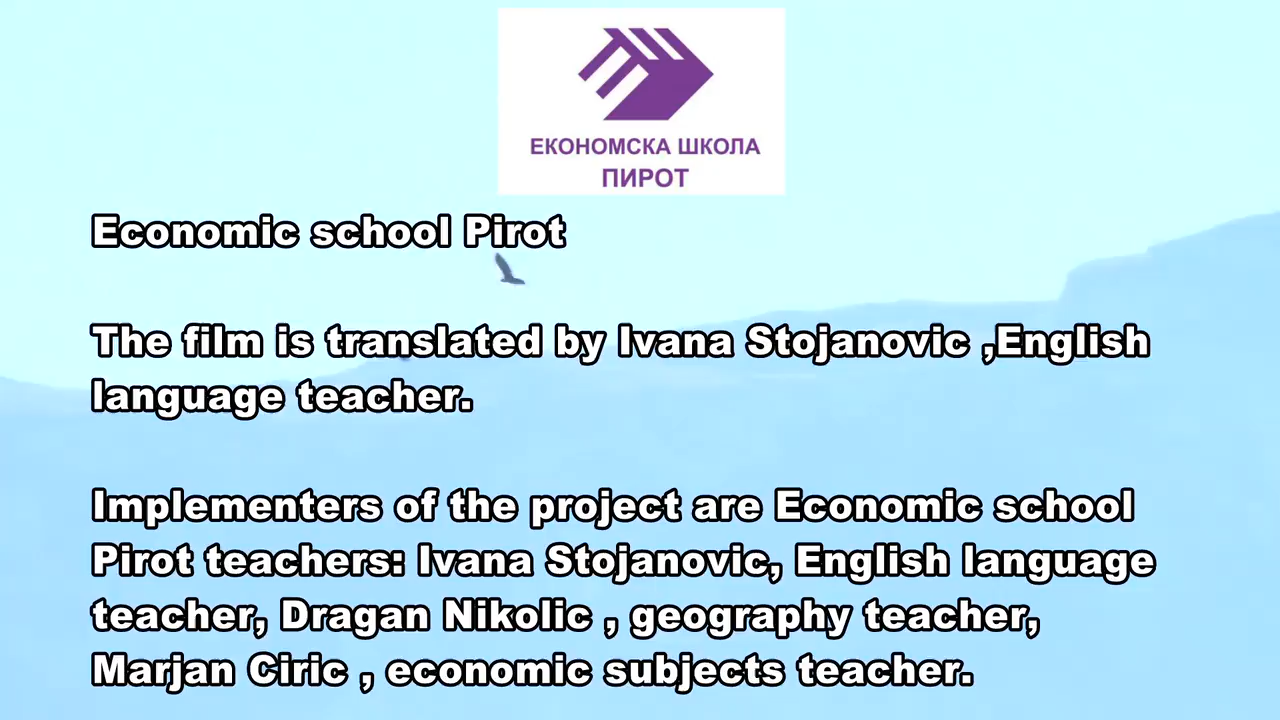 ЕКОНОМСКА ШКОЛА
ПИРОТ
Economic school Pirot
The film is translated by Ivana Stojanovic ,English
language teacher.
Implementers of the project are Economic school
Pirot teachers: Ivana Stojanovic, English language
teacher, Dragan Nikolic , geography teacher,
Marjan Ciric , economic subjects teacher.